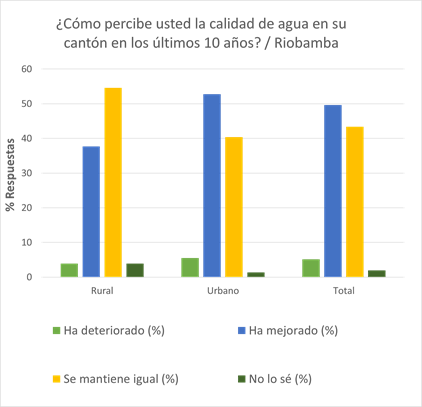 ¿Cómo percibe usted la calidad de agua en su
cantón en los últimos 10 años? / Riobamba
% Respuestas
60
50
40
30
20
10
0
Rural Urbano Total
Ha deteriorado (%) Ha mejorado (%)
Se mantiene igual (%) No lo sé (%)